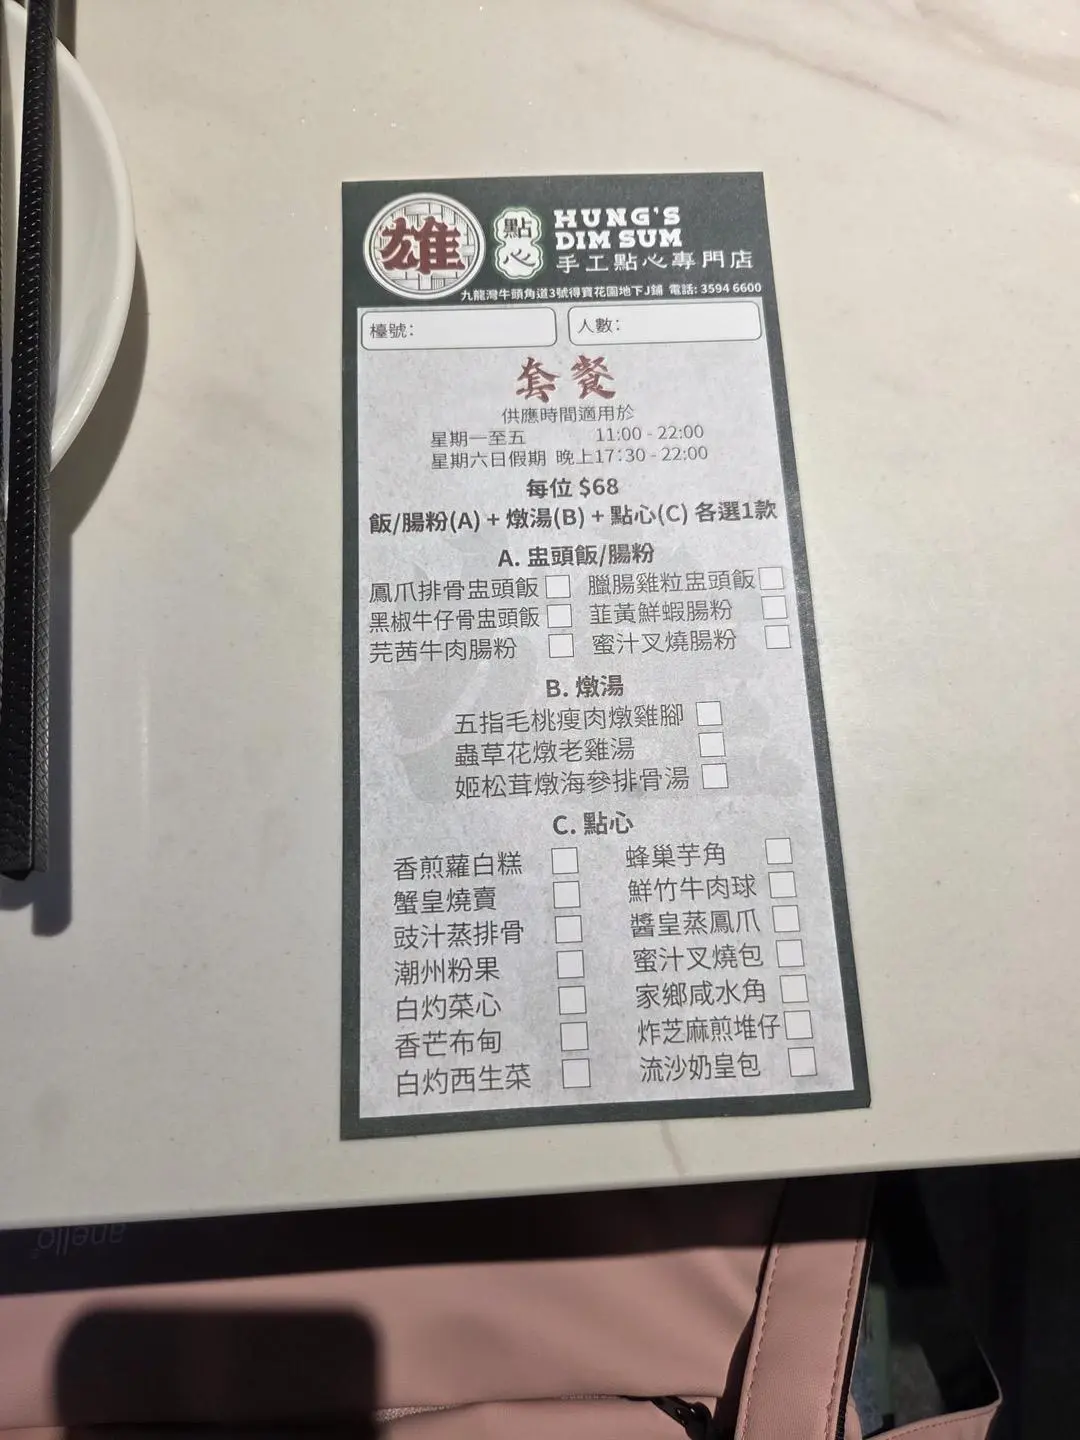 雄
點心
HUNG'S
DIM SUM
手工點心專門店
九龍灣牛頭角道3號得寶花園地下J鋪 電話: 3594 6600
檯號:
人數:
套餐
供應時間適用於
星期一至五 11:00 - 22:00
星期六日假期 晚上17:30 - 22:00
每位 $68
飯/腸粉(A) + 燉湯(B) + 點心(C) 各選1款
A. 盅頭飯/腸粉
鳳爪排骨盅頭飯 臘腸雞粒盅頭飯
黑椒牛仔骨盅頭飯 韮黃鮮蝦腸粉
芫茜牛肉腸粉 蜜汁叉燒腸粉
B. 燉湯
五指毛桃瘦肉燉雞腳
蟲草花燉老雞湯
姬松茸燉海參排骨湯
C. 點心
香煎蘿白糕 蜂巢芋角
蟹皇燒賣 鮮竹牛肉球
豉汁蒸排骨 醬皇蒸鳳爪
潮州粉果 蜜汁叉燒包
白灼菜心 家鄉咸水角
香芒布甸 炸芝麻煎堆仔
白灼西生菜 流沙奶皇包
anello